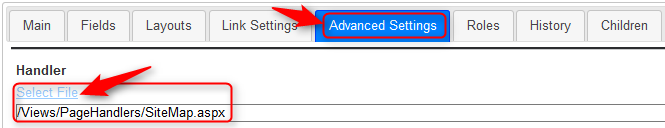 Main Fields Layouts Link Settings Advanced Settings Roles History Children
Handler
Select File
/Views/PageHandlers/SiteMap.aspx